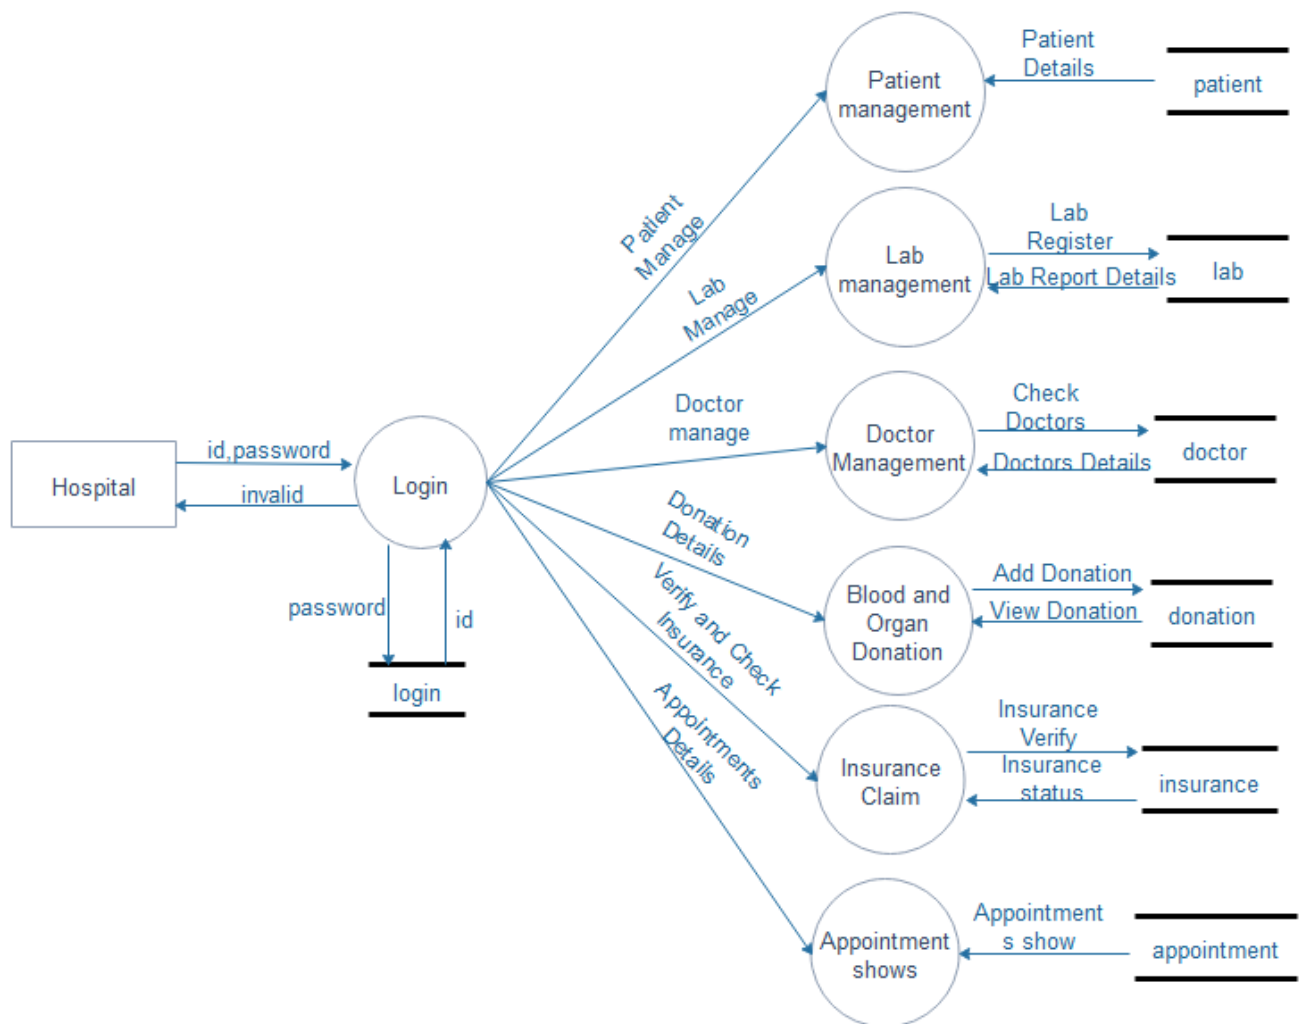 Patient
Details
Patient
management
patient
Patient
Manage
Lab
Register
Lab
management
Lab Report Details
lab
Lab
Manage
Doctor
manage
Check
Doctors
Doctor
Management
Doctors Details
doctor
Hospital
id,password
invalid
Login
password
id
login
Donation
Details
Blood and
Organ
Donation
Add Donation
View Donation
donation
Verify and Check
Insurance
Insurance
Claim
Insurance
Verify
Insurance
status
insurance
Appointments
Details
Appointment
shows
Appointment
s show
appointment